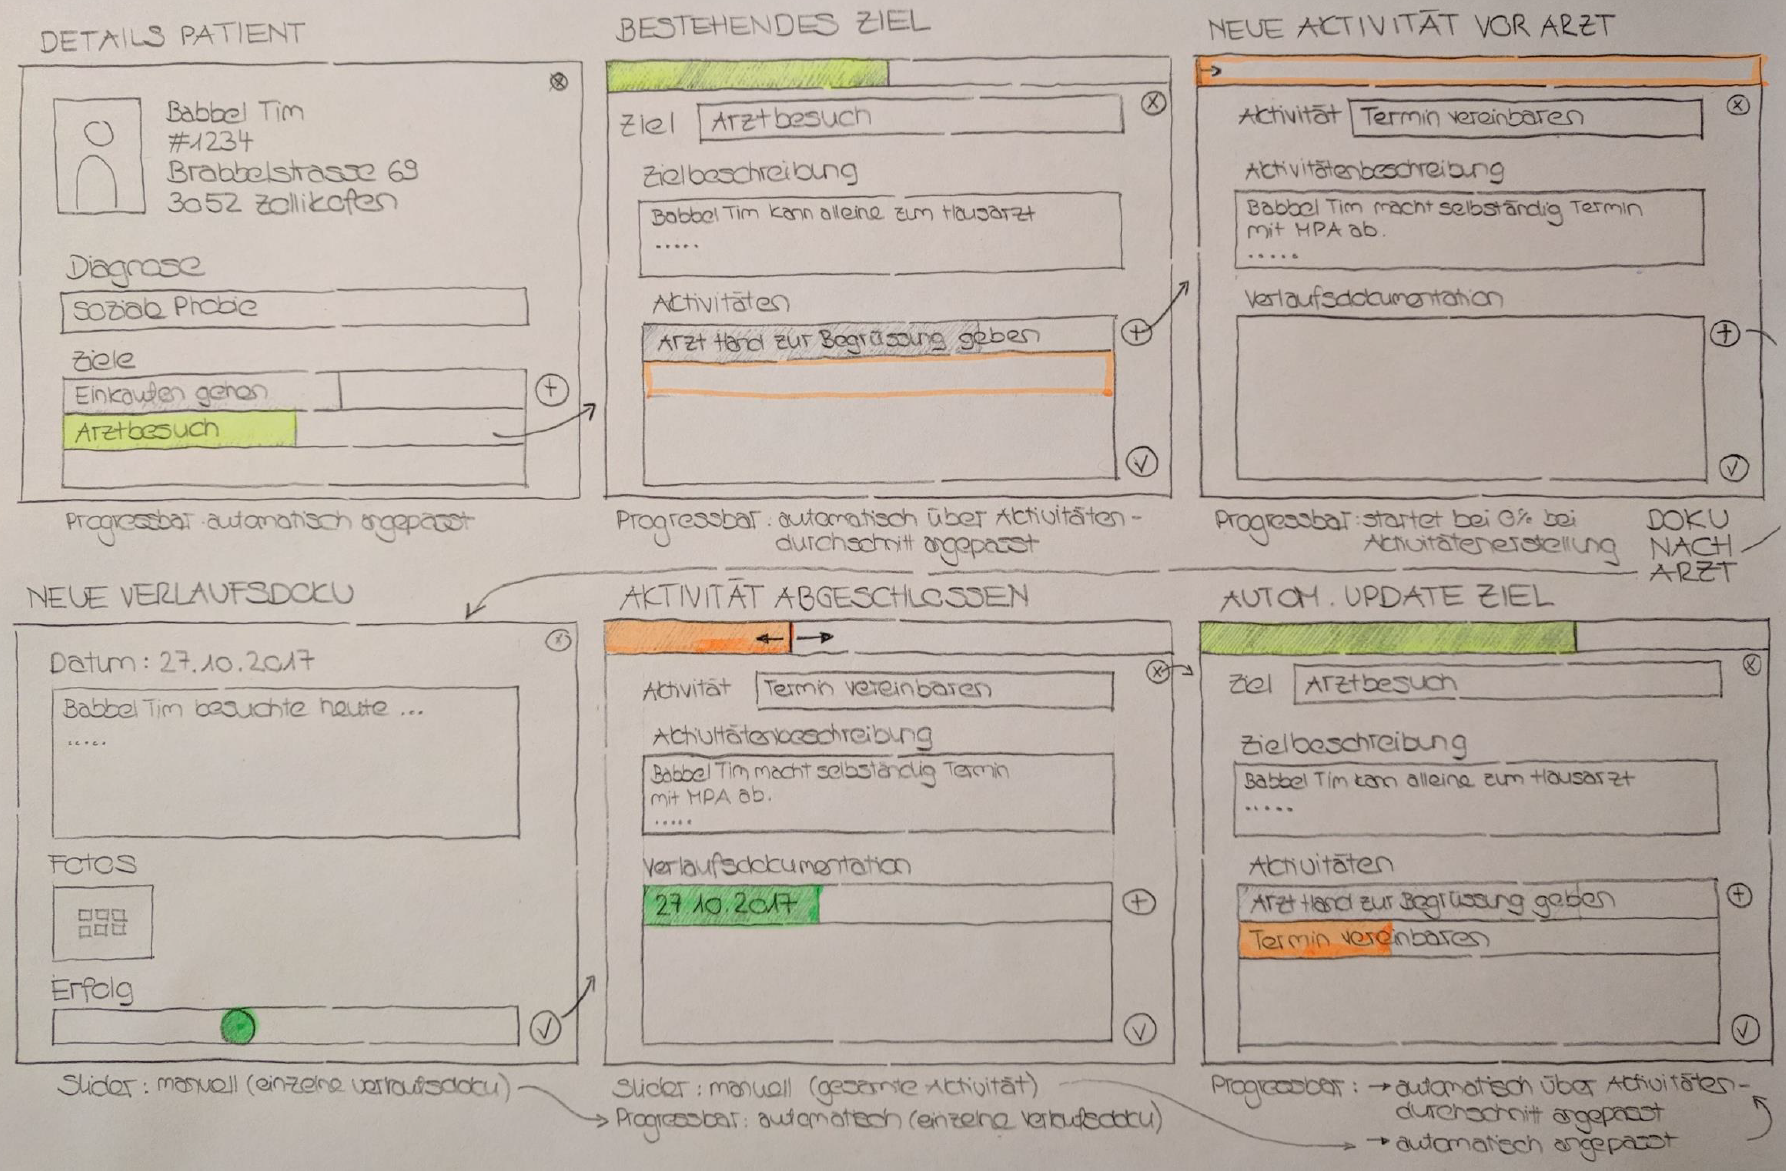 DETAILS PATIENT
Babbel Tim
#1234
Brabbelstrasse 69
3052 Zollikofen
Diagnose
Soziale Phobie
Ziele
Einkaufen gehen
Arztbesuch
Progressbar automatisch angepasst
BESTEHENDES ZIEL
Ziel Arztbesuch
Zielbeschreibung
Babbel Tim kann alleine zum Hausarzt
.....
Aktivitäten
Arzt Hand zur Begrüssung geben
Progressbar: automatisch über Aktivitäten-
durchschnitt angepasst
NEUE AKTIVITÄT VOR ARZT
Aktivität Termin vereinbaren
Aktivitätenbeschreibung
Babbel Tim macht selbständig Termin
mit MPA ab.
.....
Verlaufsdokumentation
Progressbar: startet bei 0% bei
Aktivitätenerstellung
DOKU
NACH
ARZT
NEUE VERLAUFSDOKU
Datum: 27.10.2017
Babbel Tim besuchte heute ...
.....
Fotos
Erfolg
Slider: manuell (einzelne Verlaufsdoku)
AKTIVITÄT ABGESCHLOSSEN
Aktivität Termin vereinbaren
Aktivitätenbeschreibung
Babbel Tim macht selbständig Termin
mit MPA ab.
.....
Verlaufsdokumentation
27.10.2017
Slider: manuell (gesamte Aktivität)
Progressbar: automatisch (einzelne Verlaufsdoku)
AUTOM. UPDATE ZIEL
Ziel Arztbesuch
Zielbeschreibung
Babbel Tim kann alleine zum Hausarzt
.....
Aktivitäten
Arzt Hand zur Begrüssung geben
Termin vereinbaren
Progressbar: → automatisch über Aktivitäten-
durchschnitt angepasst
→ automatisch angepasst